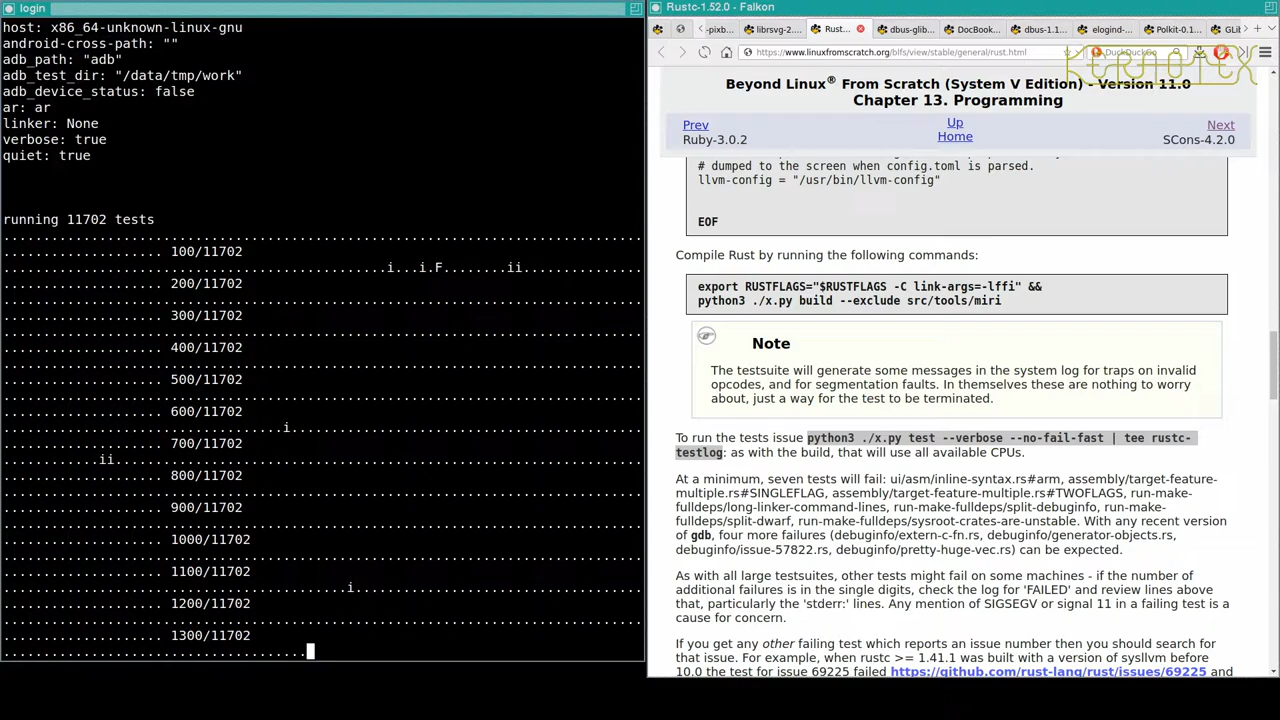 login
host: x86_64-unknown-linux-gnu
android-cross-path: ""
adb_path: "adb"
adb_test_dir: "/data/tmp/work"
adb_device_status: false
ar: ar
linker: None
verbose: true
quiet: true
running 11702 tests
................................................................................
.................... 100/11702
................................................i...i.F........ii...............
.................... 200/11702
................................................................................
.................... 300/11702
................................................................................
.................... 400/11702
................................................................................
.................... 500/11702
................................................................................
.................... 600/11702
...................................i............................................
.................... 700/11702
............ii..................................................................
.................... 800/11702
................................................................................
.................... 900/11702
................................................................................
.................... 1000/11702
................................................................................
.................... 1100/11702
...........................................i....................................
.................... 1200/11702
................................................................................
.................... 1300/11702
......................................
Rustc-1.52.0 - Falkon
-pixb librsvg-2. Rust- dbus-glib DocBook dbus-1.1 elogind- Polkit-0.1 GLi
https://www.linuxfromscratch.org/blfs/view/stable/general/rust.html
DuckDuckGo
KERNOTEX
Beyond Linux® From Scratch (System V Edition) - Version 11.0
Chapter 13. Programming
Prev Up Next
Ruby-3.0.2 Home SCons-4.2.0
# dumped to the screen when config.toml is parsed.
llvm-config = "/usr/bin/llvm-config"
EOF
Compile Rust by running the following commands:
export RUSTFLAGS="$RUSTFLAGS -C link-args=-lffi" &&
python3 ./x.py build --exclude src/tools/miri
Note
The testsuite will generate some messages in the system log for traps on invalid
opcodes, and for segmentation faults. In themselves these are nothing to worry
about, just a way for the test to be terminated.
To run the tests issue python3 ./x.py test --verbose --no-fail-fast | tee rustc-
testlog: as with the build, that will use all available CPUs.
At a minimum, seven tests will fail: ui/asm/inline-syntax.rs#arm, assembly/target-feature-
multiple.rs#SINGLEFLAG, assembly/target-feature-multiple.rs#TWOFLAGS, run-make-
fulldeps/long-linker-command-lines, run-make-fulldeps/split-debuginfo, run-make-
fulldeps/split-dwarf, run-make-fulldeps/sysroot-crates-are-unstable. With any recent version
of gdb, four more failures (debuginfo/extern-c-fn.rs, debuginfo/generator-objects.rs,
debuginfo/issue-57822.rs, debuginfo/pretty-huge-vec.rs) can be expected.
As with all large testsuites, other tests might fail on some machines - if the number of
additional failures is in the single digits, check the log for 'FAILED' and review lines above
that, particularly the 'stderr:' lines. Any mention of SIGSEGV or signal 11 in a failing test is a
cause for concern.
If you get any other failing test which reports an issue number then you should search for
that issue. For example, when rustc >= 1.41.1 was built with a version of sysllvm before
10.0 the test for issue 69225 failed https://github.com/rust-lang/rust/issues/69225 and